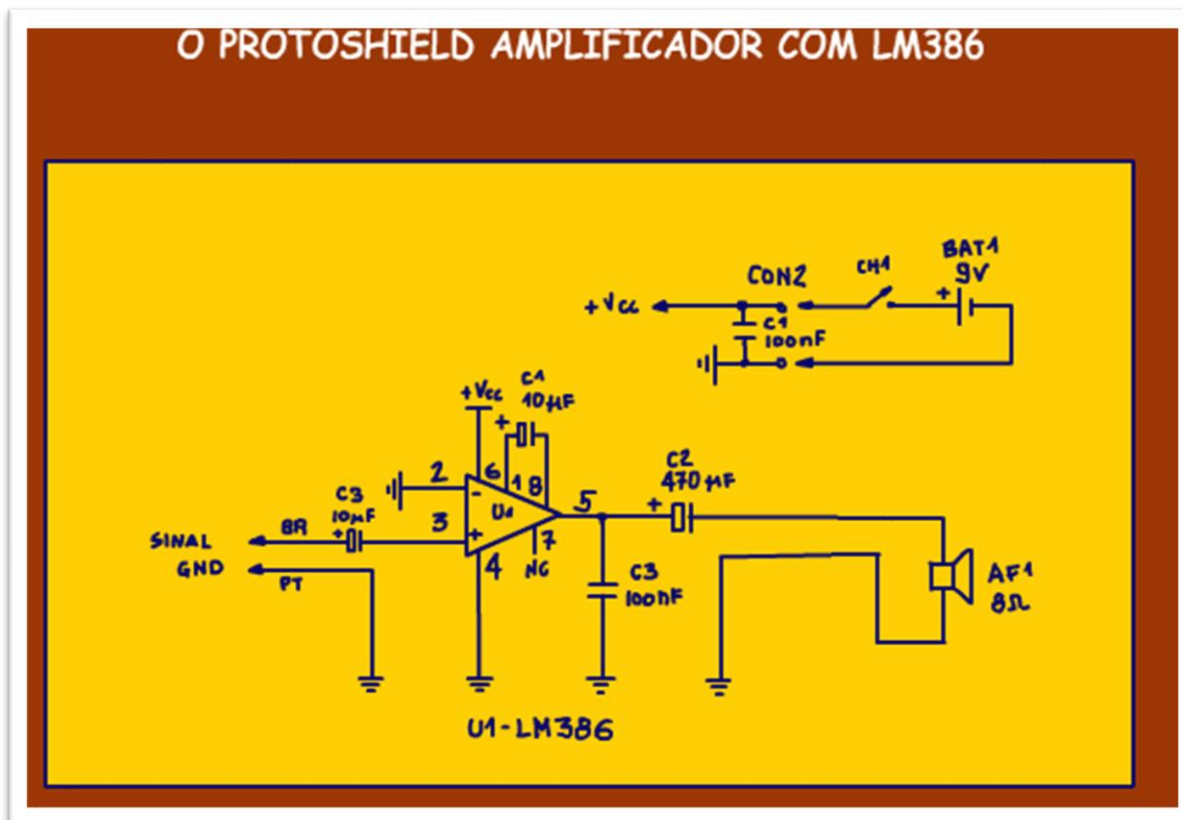 O PROTOSHIELD AMPLIFICADOR COM LM386
BAT1
9V
CH1
CON2
+
+Vcc
C1
100nF
+Vcc
C1
10µF
+
6
1
8
2
-
U1
3
+
4
7
NC
5
C3
10µF
+
SINAL
BR
GND
PT
C2
470µF
+
C3
100nF
AF1
8Ω
U1-LM386